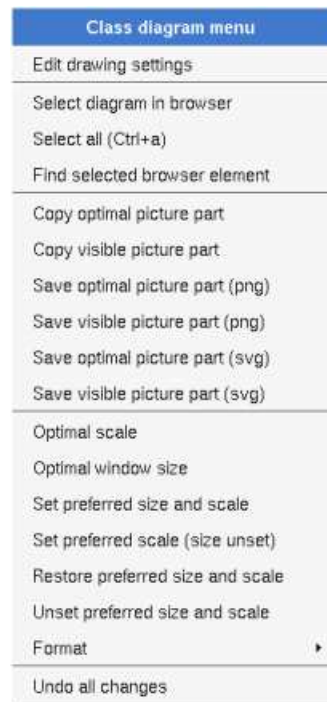 Class diagram menu
Edit drawing settings
Select diagram in browser
Select all (Ctrl+a)
Find selected browser element
Copy optimal picture part
Copy visible picture part
Save optimal picture part (png)
Save visible picture part (png)
Save optimal picture part (svg)
Save visible picture part (svg)
Optimal scale
Optimal window size
Set preferred size and scale
Set preferred scale (size unset)
Restore preferred size and scale
Unset preferred size and scale
Format
Undo all changes